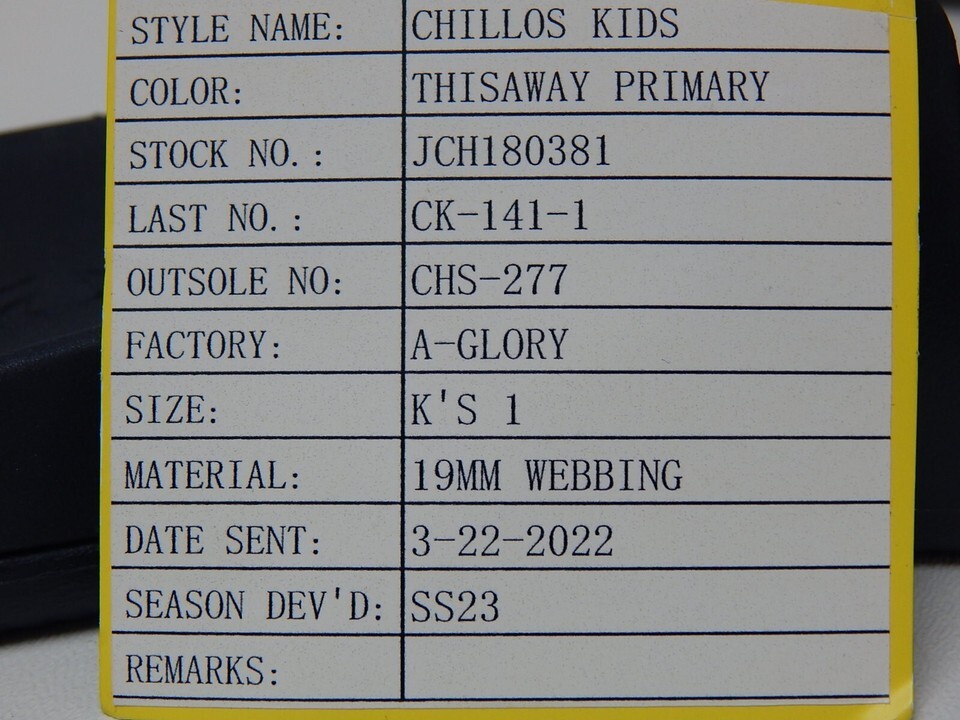 STYLE NAME: CHILLOS KIDS
COLOR: THISAWAY PRIMARY
STOCK NO.: JCH180381
LAST NO.: CK-141-1
OUTSOLE NO: CHS-277
FACTORY: A-GLORY
SIZE: K'S 1
MATERIAL: 19MM WEBBING
DATE SENT: 3-22-2022
SEASON DEV'D: SS23
REMARKS: